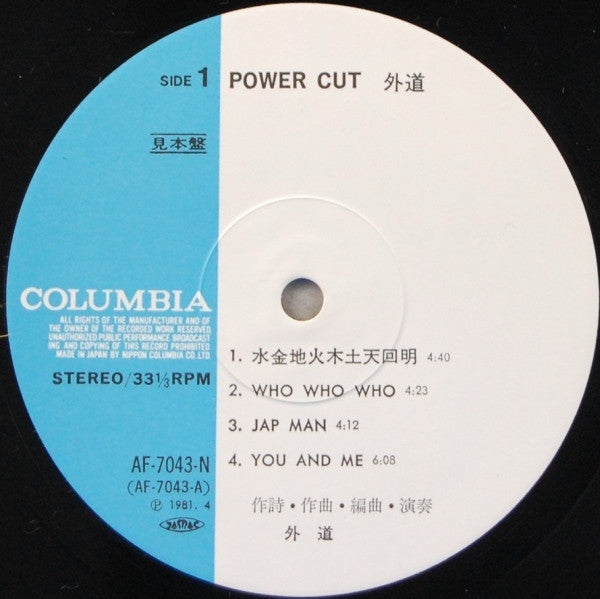 SIDE 1 POWER CUT 外道
見本盤
COLUMBIA
ALL RIGHTS OF THE MANUFACTURER AND OF
THE OWNER OF THE RECORDED WORK RESERVED
UNAUTHORIZED PUBLIC PERFORMANCE BROADCAST
ING AND COPYING OF THIS RECORD PROHIBITED
MADE IN JAPAN BY NIPPON COLUMBIA CO. LTD.
STEREO/33⅓RPM
1. 水金地火木土天回明 4:40
2. WHO WHO WHO 4:23
3. JAP MAN 4:12
4. YOU AND ME 6:08
AF-7043-N
(AF-7043-A)
Ⓟ 1981. 4
JASRAC
作詩・作曲・編曲・演奏
外 道